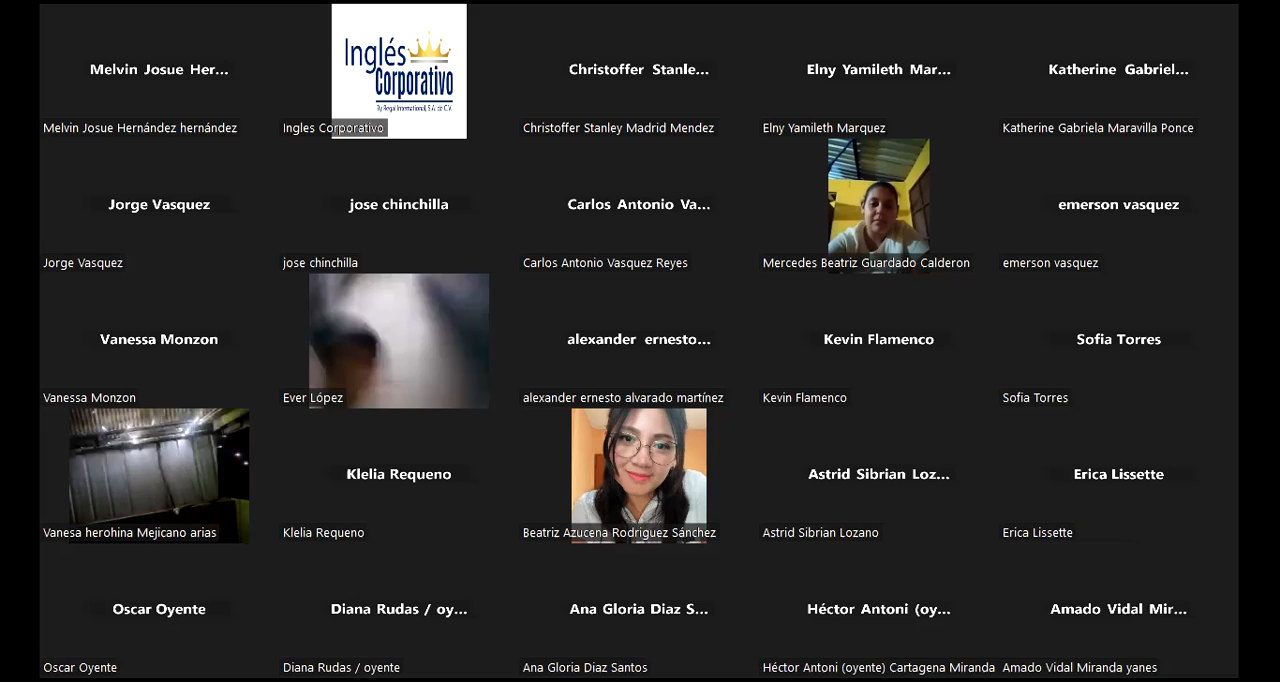 Melvin Josue Her...
Inglés
Corporativo
By Regal International, S.A. de C.V.
Christoffer Stanle...
Elny Yamileth Mar...
Katherine Gabriel...
Melvin Josue Hernández hernández
Ingles Corporativo
Christoffer Stanley Madrid Mendez
Elny Yamileth Marquez
Katherine Gabriela Maravilla Ponce
Jorge Vasquez
jose chinchilla
Carlos Antonio Va...
emerson vasquez
Jorge Vasquez
jose chinchilla
Carlos Antonio Vasquez Reyes
Mercedes Beatriz Guardado Calderon
emerson vasquez
Vanessa Monzon
alexander ernesto...
Kevin Flamenco
Sofia Torres
Vanessa Monzon
Ever López
alexander ernesto alvarado martínez
Kevin Flamenco
Sofia Torres
Klelia Requeno
Astrid Sibrian Loz...
Erica Lissette
Vanesa herohina Mejicano arias
Klelia Requeno
Beatriz Azucena Rodriguez Sánchez
Astrid Sibrian Lozano
Erica Lissette
Oscar Oyente
Diana Rudas / oy...
Ana Gloria Diaz S...
Héctor Antoni (oy...
Amado Vidal Mir...
Oscar Oyente
Diana Rudas / oyente
Ana Gloria Diaz Santos
Héctor Antoni (oyente) Cartagena Miranda
Amado Vidal Miranda yanes